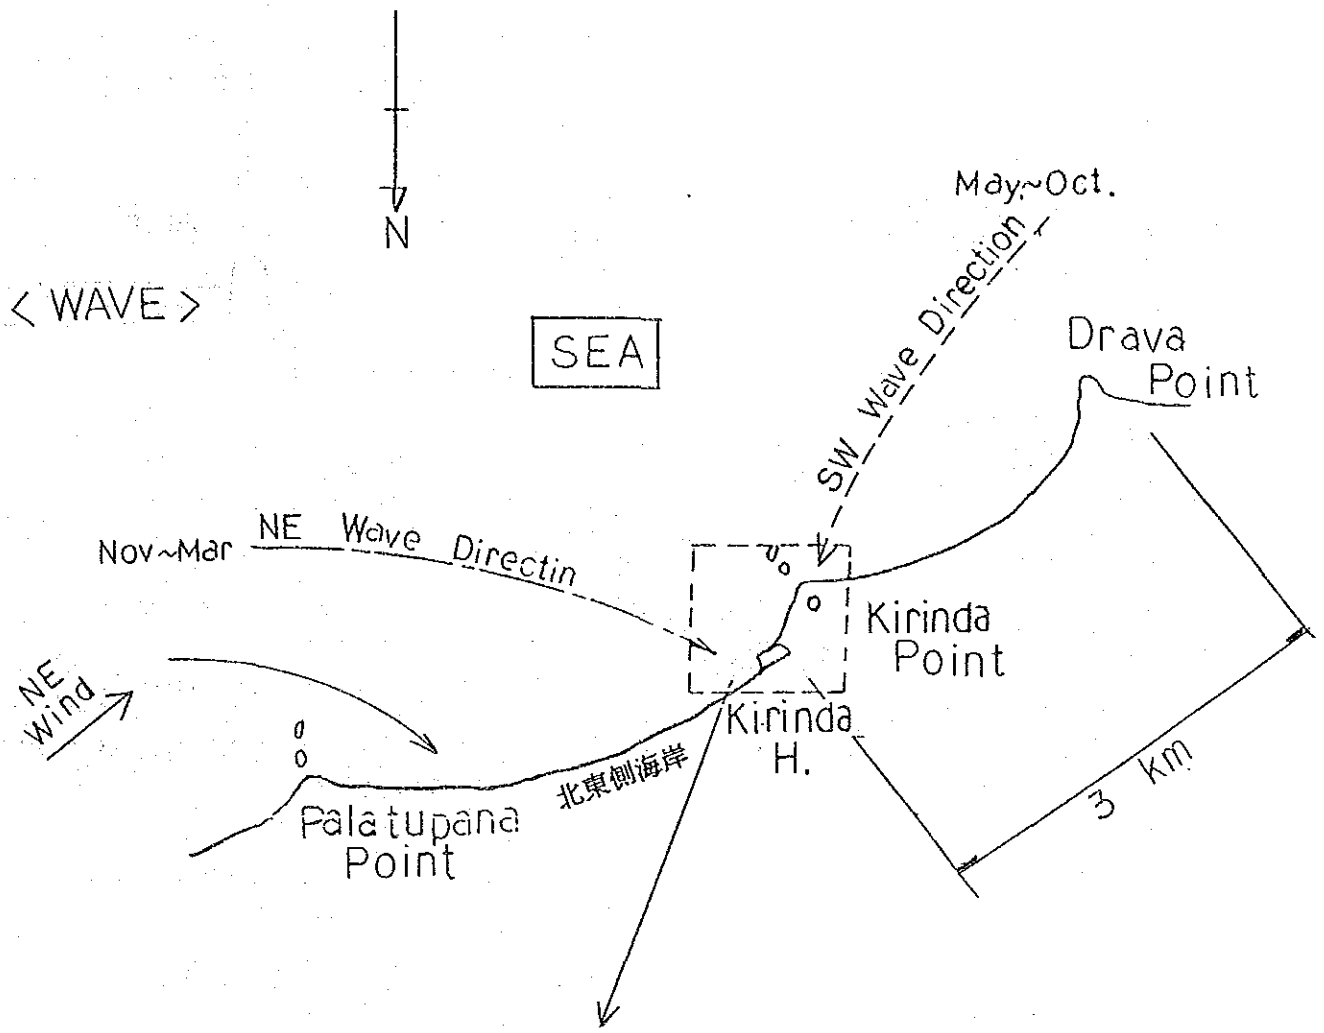 N
May.~Oct.
< WAVE >
SEA
SW Wave Direction
Drava
Point
Nov~Mar
NE Wave Directin
Kirinda
Point
NE
Wind
Kirinda
H.
北東側海岸
3 km
Palatupana
Point